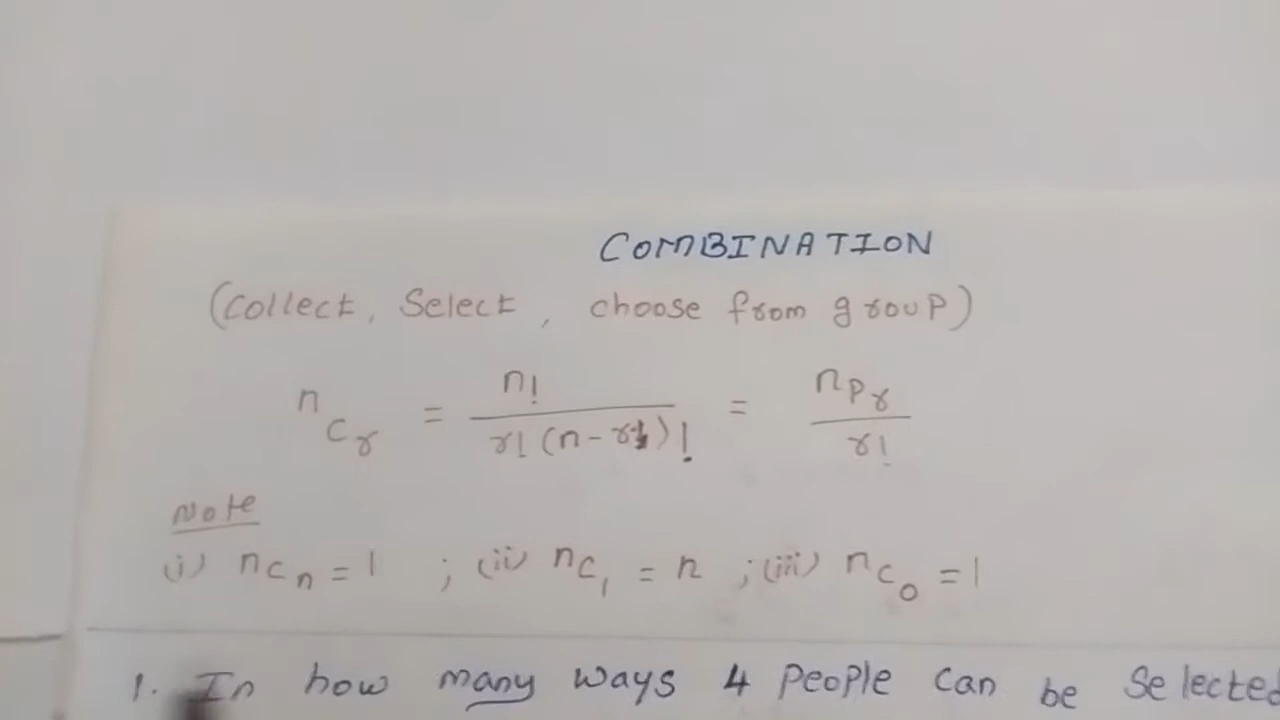 COMBINATION
(Collect, Select, choose from group)
nCr = n! / r!(n-r)! = nPr / r!
Note
(i) nCn = 1 ; (ii) nC1 = n ; (iii) nC0 = 1
1. In how many ways 4 people can be Selected